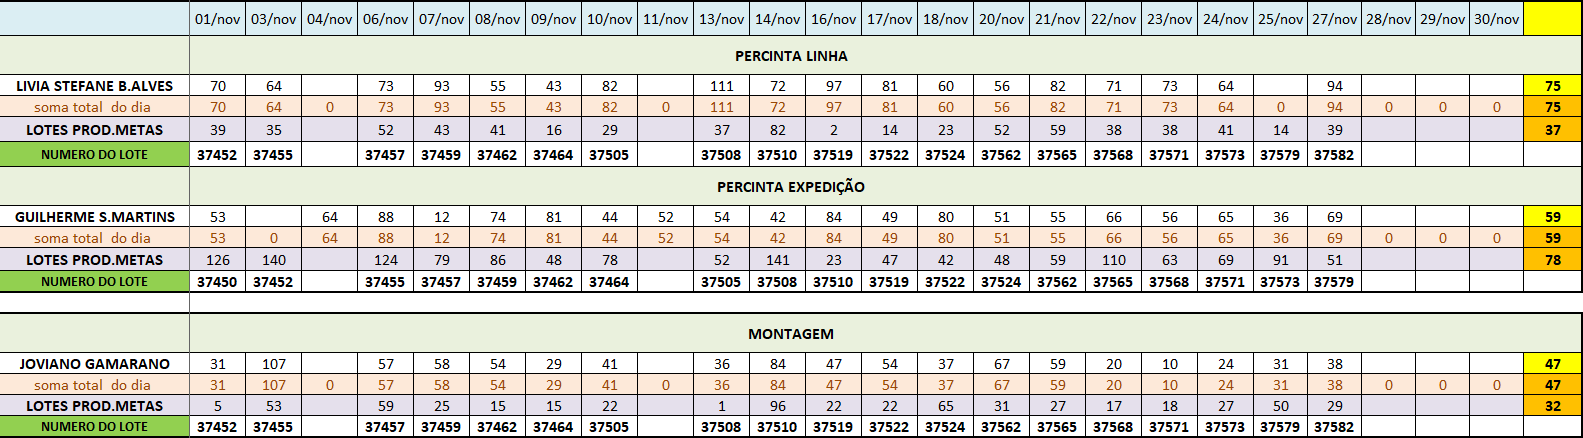 01/nov 03/nov 04/nov 06/nov 07/nov 08/nov 09/nov 10/nov 11/nov 13/nov 14/nov 16/nov 17/nov 18/nov 20/nov 21/nov 22/nov 23/nov 24/nov 25/nov 27/nov 28/nov 29/nov 30/nov
PERCINTA LINHA
LIVIA STEFANE B.ALVES 70 64 73 93 55 43 82 111 72 97 81 60 56 82 71 73 64 94 75
soma total do dia 70 64 0 73 93 55 43 82 0 111 72 97 81 60 56 82 71 73 64 0 94 0 0 0 75
LOTES PROD.METAS 39 35 52 43 41 16 29 37 82 2 14 23 52 59 38 38 41 14 39 37
NUMERO DO LOTE 37452 37455 37457 37459 37462 37464 37505 37508 37510 37519 37522 37524 37562 37565 37568 37571 37573 37579 37582
PERCINTA EXPEDIÇÃO
GUILHERME S.MARTINS 53 64 88 12 74 81 44 52 54 42 84 49 80 51 55 66 56 65 36 69 59
soma total do dia 53 0 64 88 12 74 81 44 52 54 42 84 49 80 51 55 66 56 65 36 69 0 0 0 59
LOTES PROD.METAS 126 140 124 79 86 48 78 52 141 23 47 42 48 59 110 63 69 91 51 78
NUMERO DO LOTE 37450 37452 37455 37457 37459 37462 37464 37505 37508 37510 37519 37522 37524 37562 37565 37568 37571 37573 37579
MONTAGEM
JOVIANO GAMARANO 31 107 57 58 54 29 41 36 84 47 54 37 67 59 20 10 24 31 38 47
soma total do dia 31 107 0 57 58 54 29 41 0 36 84 47 54 37 67 59 20 10 24 31 38 0 0 0 47
LOTES PROD.METAS 5 53 59 25 15 15 22 1 96 22 22 65 31 27 17 18 27 50 29 32
NUMERO DO LOTE 37452 37455 37457 37459 37462 37464 37505 37508 37510 37519 37522 37524 37562 37565 37568 37571 37573 37579 37582